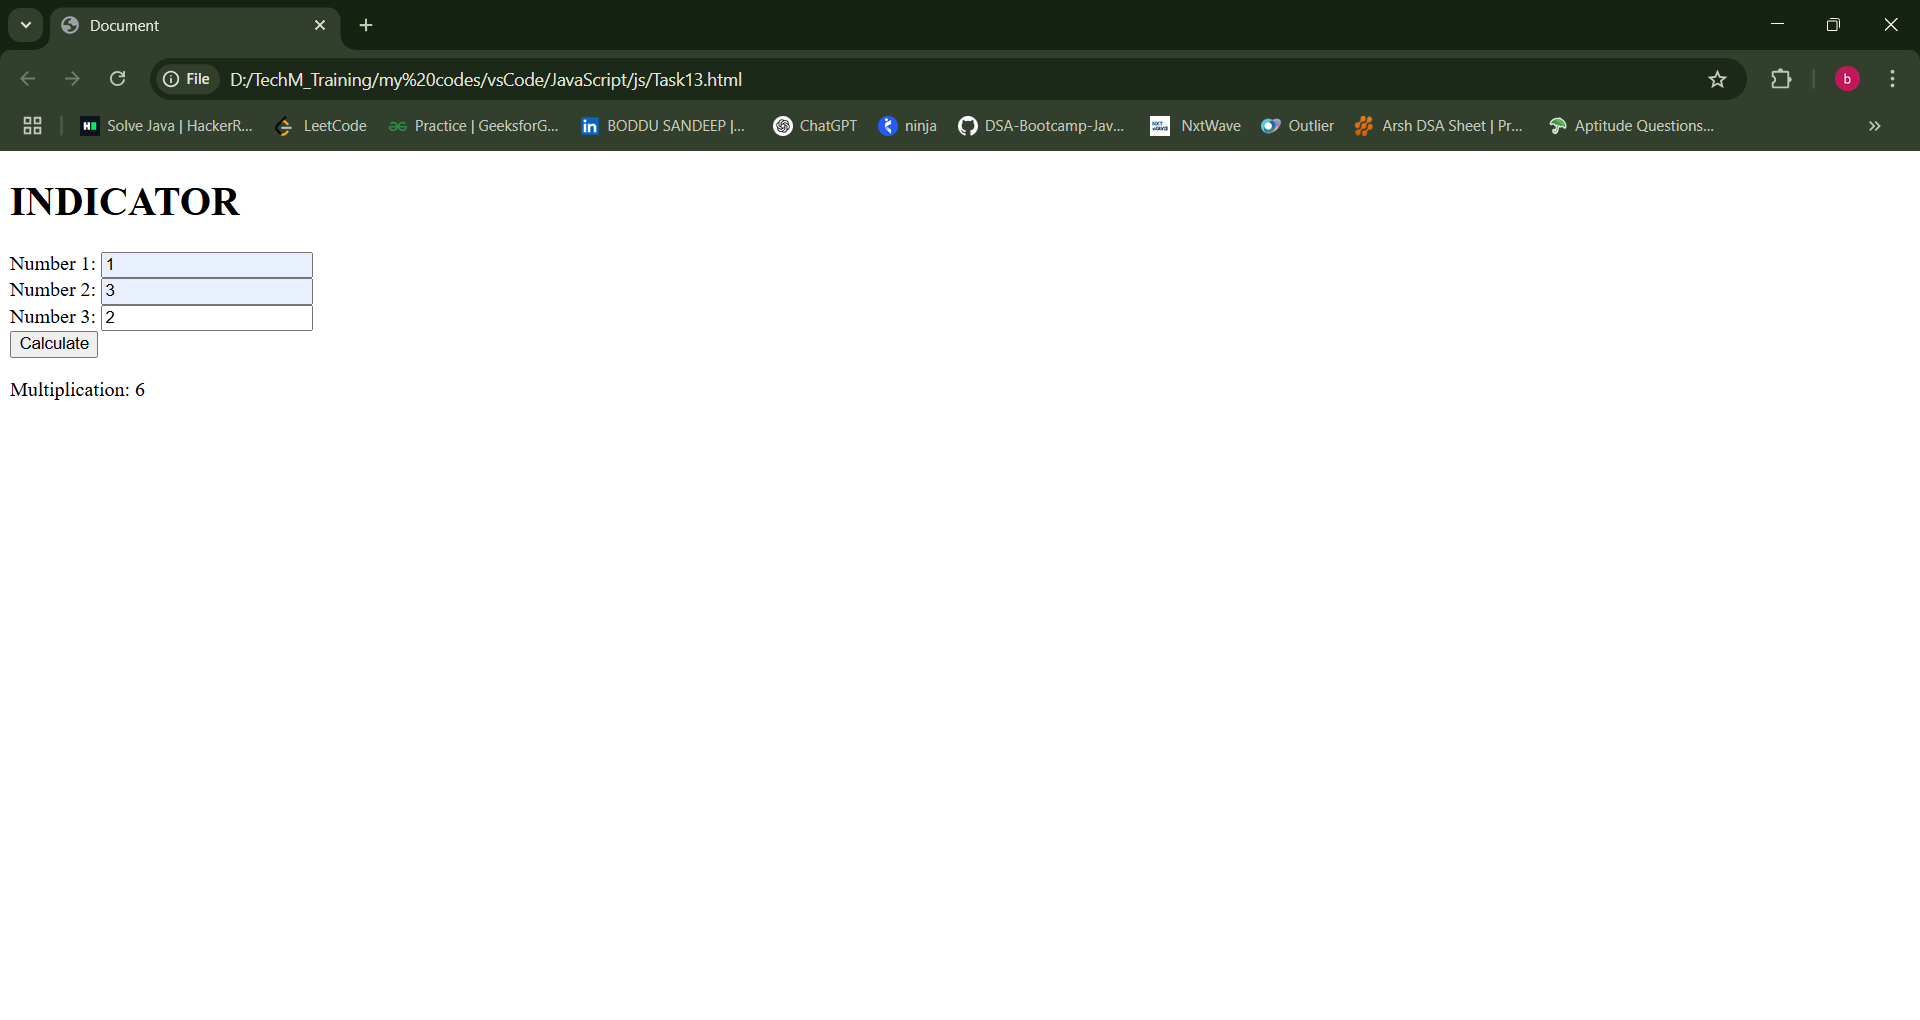 Document
File D:/TechM_Training/my%20codes/vsCode/JavaScript/js/Task13.html b
Solve Java | HackerR... LeetCode Practice | GeeksforG... BODDU SANDEEP |... ChatGPT ninja DSA-Bootcamp-Jav... NxtWave Outlier Arsh DSA Sheet | Pr... Aptitude Questions...
INDICATOR
Number 1: 1
Number 2: 3
Number 3: 2
Calculate
Multiplication: 6